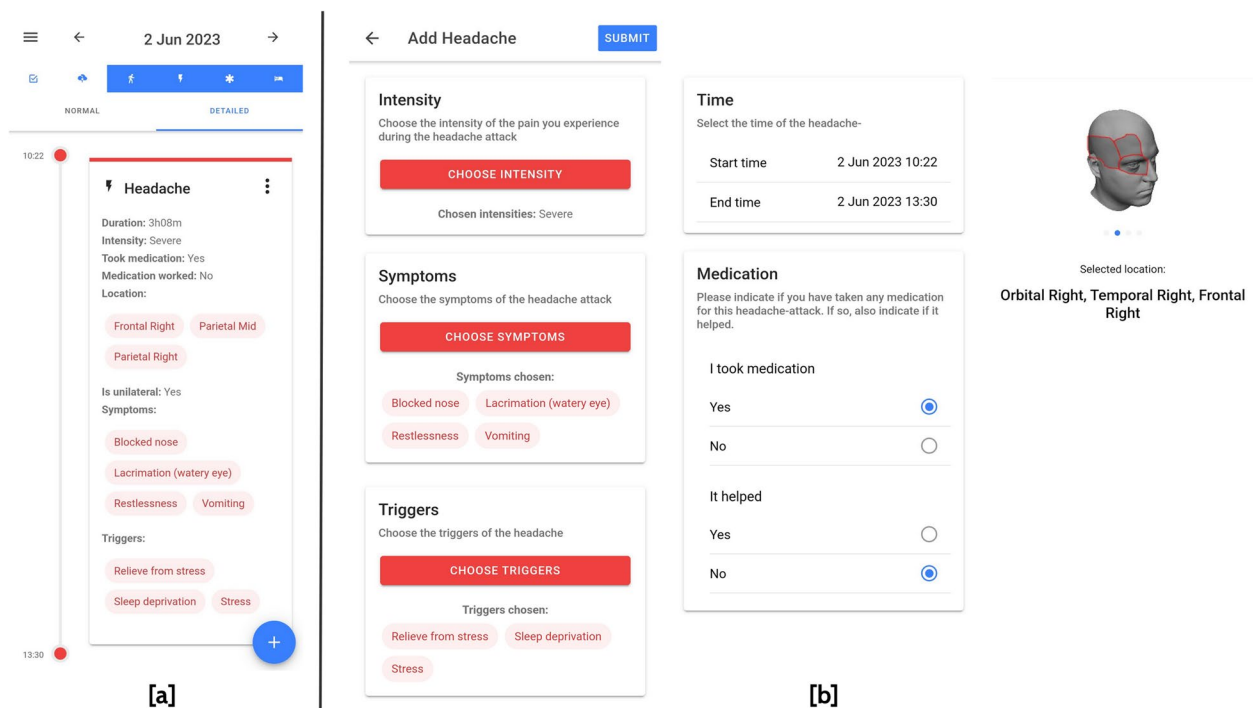 2 Jun 2023
NORMAL
DETAILED
10:22
Headache
Duration: 3h08m
Intensity: Severe
Took medication: Yes
Medication worked: No
Location:
Frontal Right
Parietal Mid
Parietal Right
Is unilateral: Yes
Symptoms:
Blocked nose
Lacrimation (watery eye)
Restlessness
Vomiting
Triggers:
Relieve from stress
Sleep deprivation
Stress
+
13:30
[a]
Add Headache
SUBMIT
Intensity
Choose the intensity of the pain you experience
during the headache attack
CHOOSE INTENSITY
Chosen intensities: Severe
Symptoms
Choose the symptoms of the headache attack
CHOOSE SYMPTOMS
Symptoms chosen:
Blocked nose
Lacrimation (watery eye)
Restlessness
Vomiting
Triggers
Choose the triggers of the headache
CHOOSE TRIGGERS
Triggers chosen:
Relieve from stress
Sleep deprivation
Stress
Time
Select the time of the headache-
Start time 2 Jun 2023 10:22
End time 2 Jun 2023 13:30
Medication
Please indicate if you have taken any medication
for this headache-attack. If so, also indicate if it
helped.
I took medication
Yes
No
It helped
Yes
No
Selected location:
Orbital Right, Temporal Right, Frontal
Right
[b]